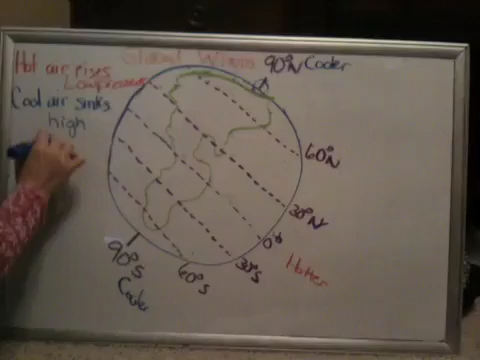 Global Winds
Hot air rises
Low pressure
Cool air sinks
high
90°N Cooler
60°N
30°N
0°
Hotter
30°S
60°S
90°S
Cooler